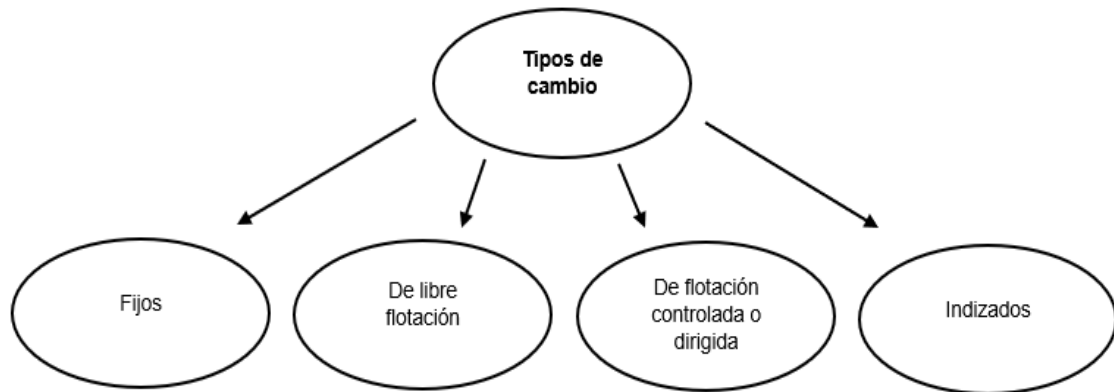 Tipos de
cambio
Fijos
De libre
flotación
De flotación
controlada o
dirigida
Indizados